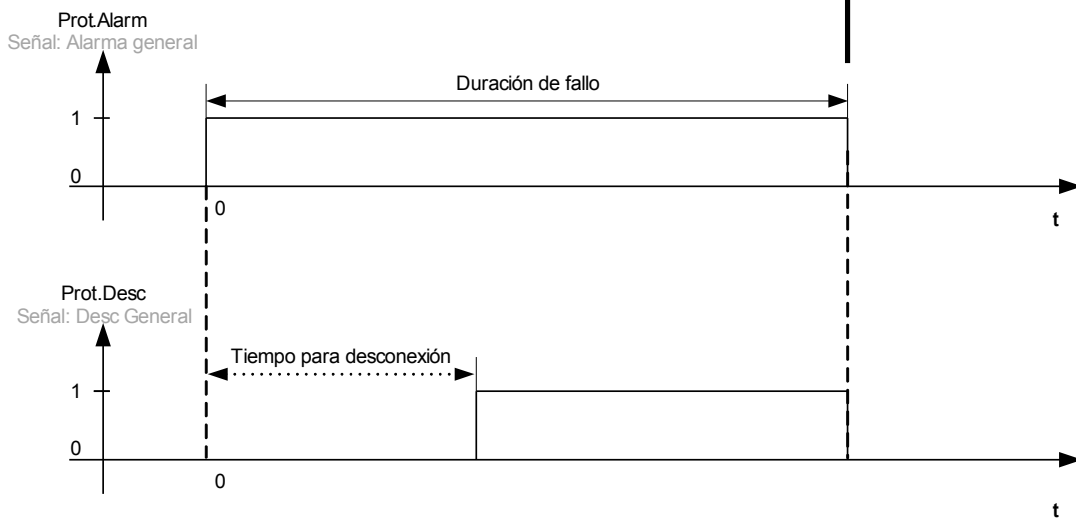 Prot.Alarm
Señal: Alarma general
Duración de fallo
1
0
0
t
Prot.Desc
Señal: Desc General
Tiempo para desconexión
1
0
0
t